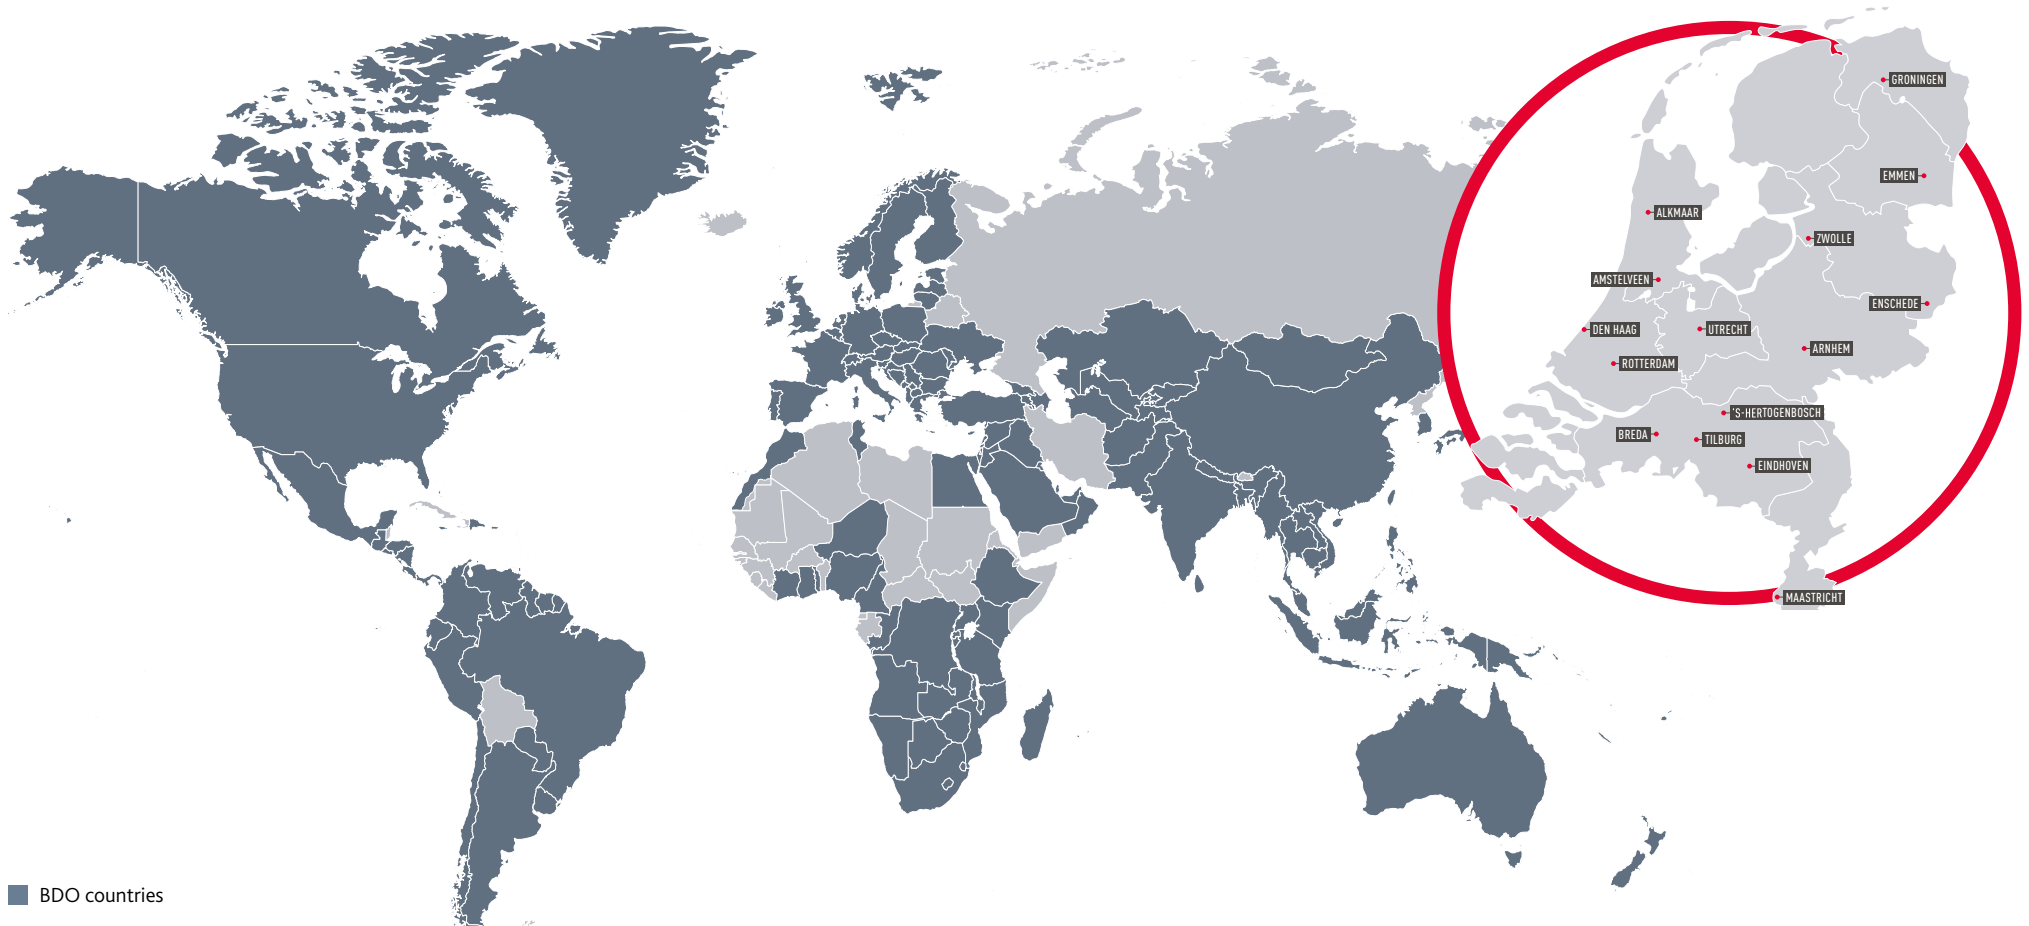 GRONINGEN
EMMEN
ALKMAAR
ZWOLLE
AMSTELVEEN
ENSCHEDE
DEN HAAG
UTRECHT
ARNHEM
ROTTERDAM
'S-HERTOGENBOSCH
BREDA
TILBURG
EINDHOVEN
MAASTRICHT
BDO countries